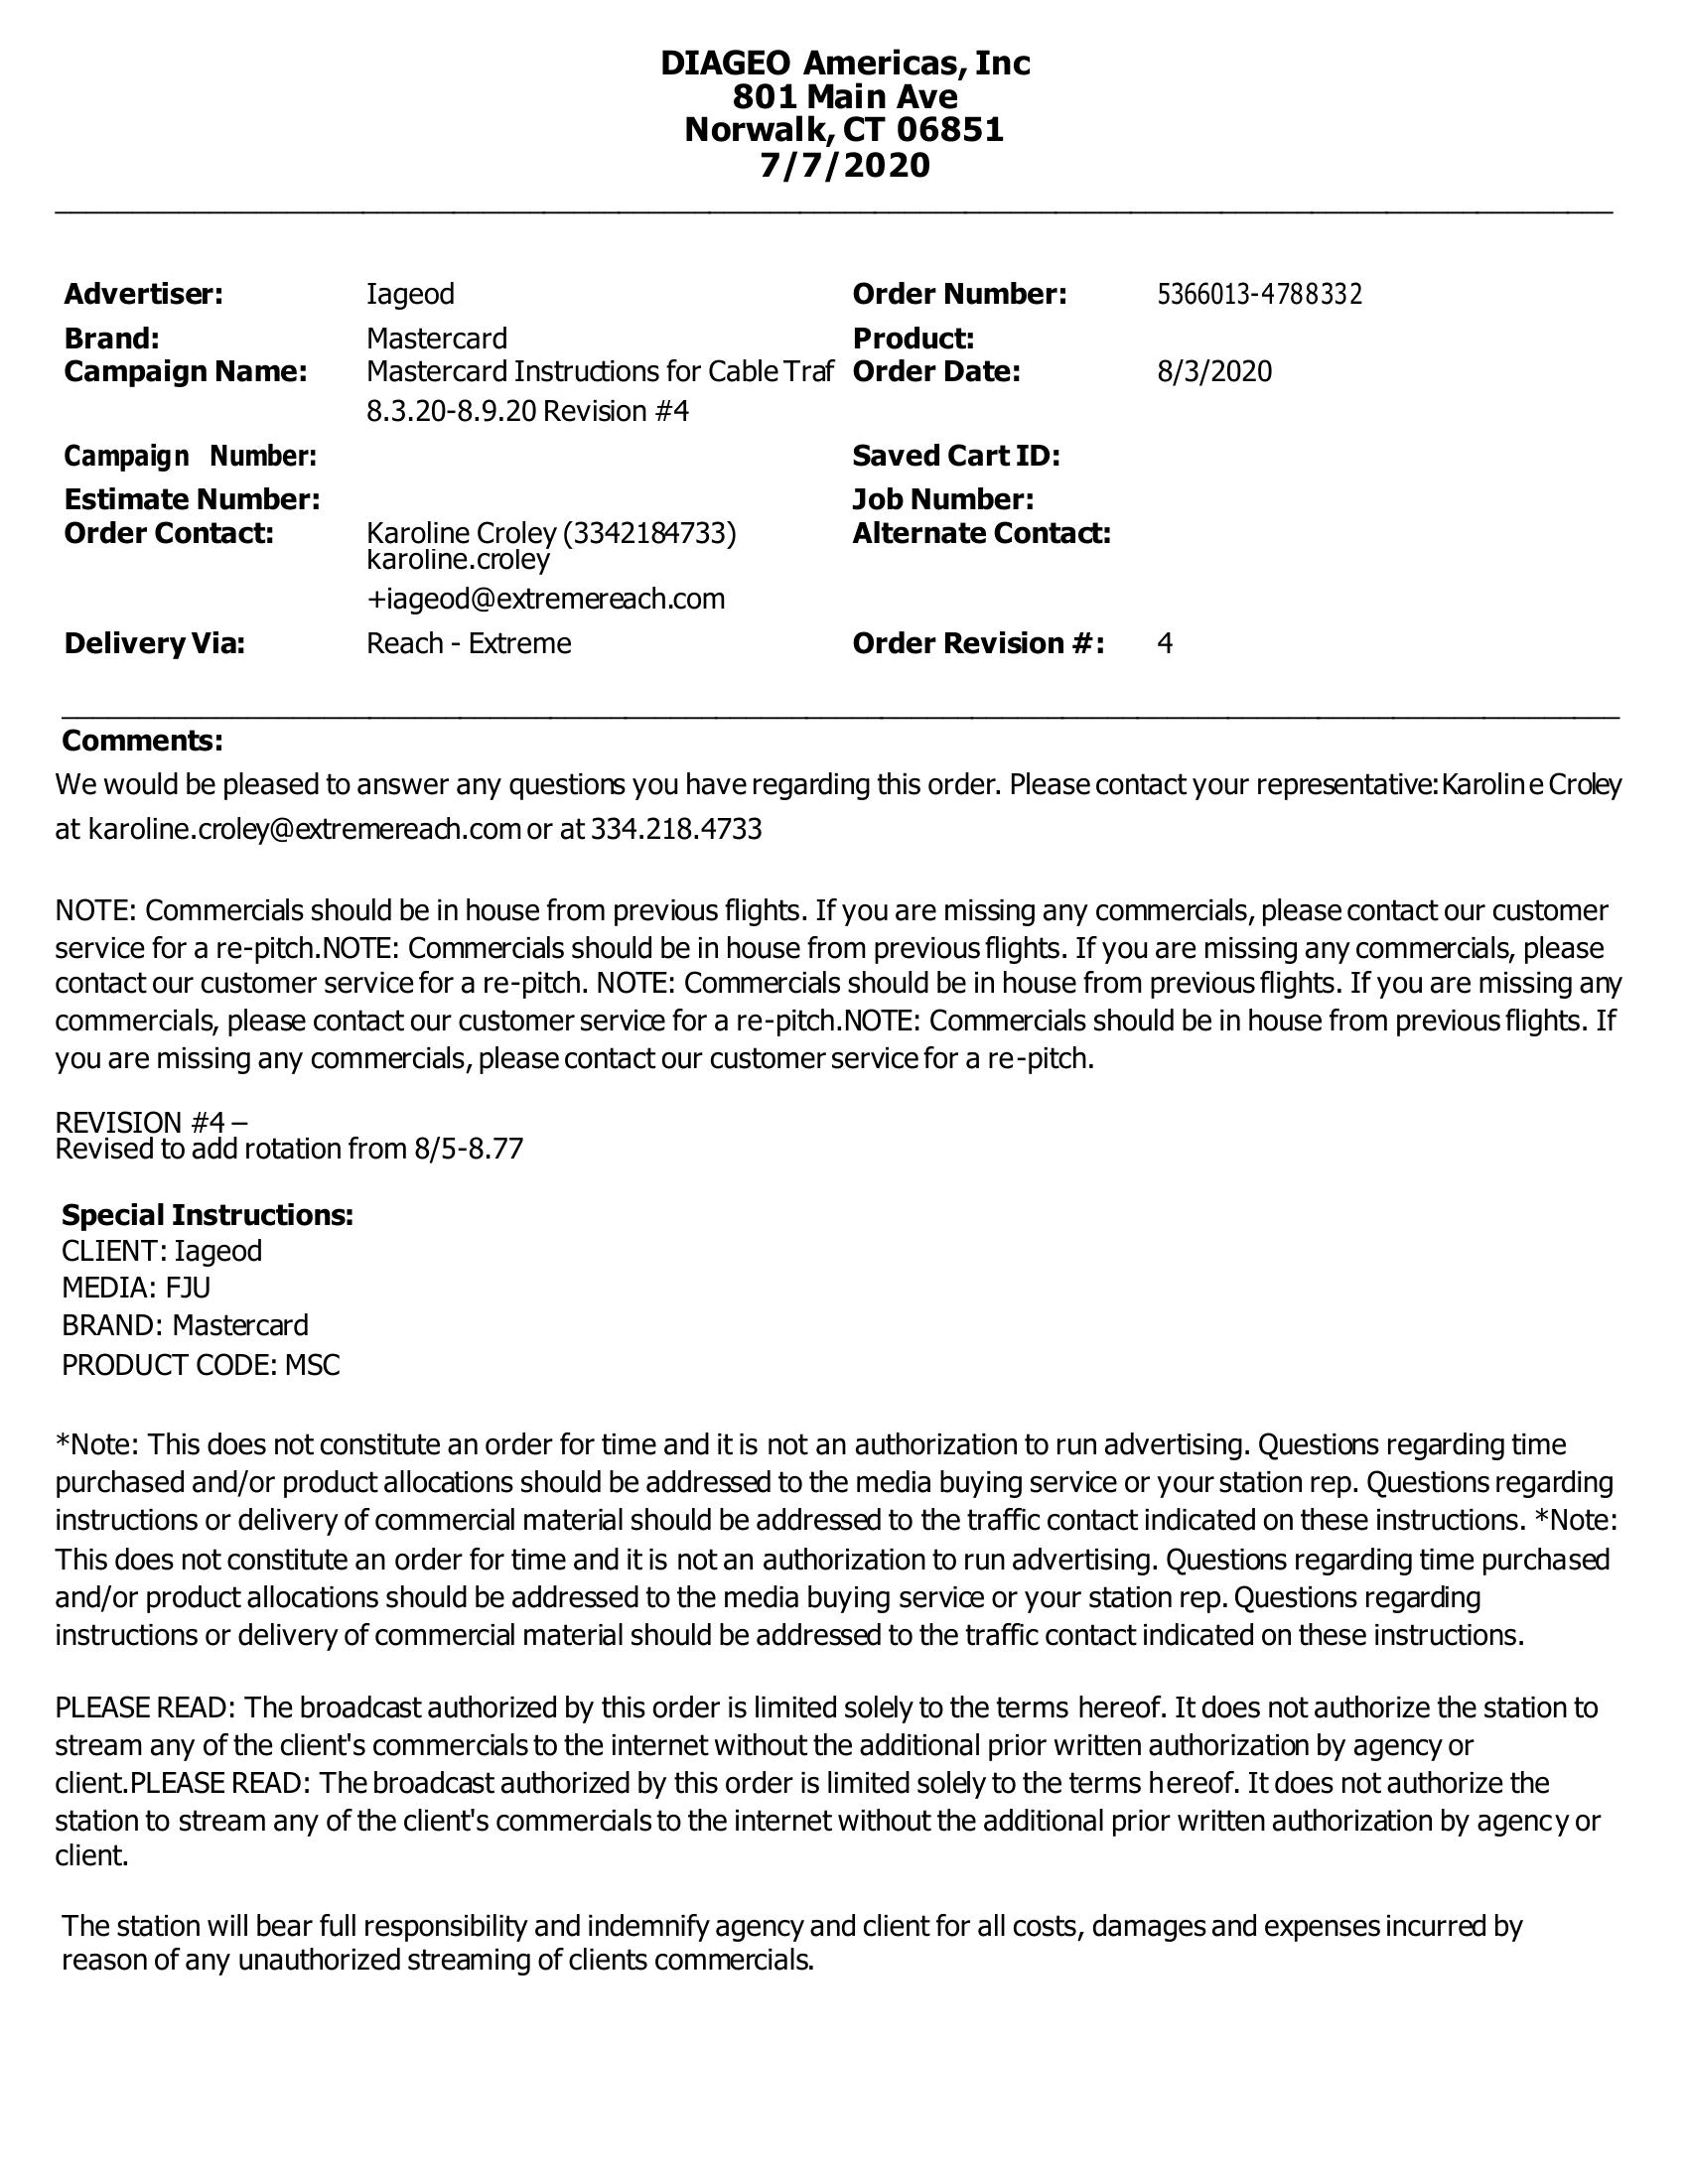 DIAGEO Americas, Inc
801 Main Ave
Norwalk, CT 06851
7/7/2020
Advertiser: Iageod Order Number: 5366013-4788332
Brand: Mastercard Product:
Campaign Name: Mastercard Instructions for Cable Traf Order Date: 8/3/2020
8.3.20-8.9.20 Revision #4
Campaign Number: Saved Cart ID:
Estimate Number: Job Number:
Order Contact: Karoline Croley (3342184733) Alternate Contact:
karoline.croley
+iageod@extremereach.com
Delivery Via: Reach - Extreme Order Revision #: 4
Comments:
We would be pleased to answer any questions you have regarding this order. Please contact your representative: Karoline Croley
at karoline.croley@extremereach.com or at 334.218.4733
NOTE: Commercials should be in house from previous flights. If you are missing any commercials, please contact our customer
service for a re-pitch.NOTE: Commercials should be in house from previous flights. If you are missing any commercials, please
contact our customer service for a re-pitch. NOTE: Commercials should be in house from previous flights. If you are missing any
commercials, please contact our customer service for a re-pitch.NOTE: Commercials should be in house from previous flights. If
you are missing any commercials, please contact our customer service for a re-pitch.
REVISION #4 –
Revised to add rotation from 8/5-8.77
Special Instructions:
CLIENT: Iageod
MEDIA: FJU
BRAND: Mastercard
PRODUCT CODE: MSC
*Note: This does not constitute an order for time and it is not an authorization to run advertising. Questions regarding time
purchased and/or product allocations should be addressed to the media buying service or your station rep. Questions regarding
instructions or delivery of commercial material should be addressed to the traffic contact indicated on these instructions. *Note:
This does not constitute an order for time and it is not an authorization to run advertising. Questions regarding time purchased
and/or product allocations should be addressed to the media buying service or your station rep. Questions regarding
instructions or delivery of commercial material should be addressed to the traffic contact indicated on these instructions.
PLEASE READ: The broadcast authorized by this order is limited solely to the terms hereof. It does not authorize the station to
stream any of the client's commercials to the internet without the additional prior written authorization by agency or
client.PLEASE READ: The broadcast authorized by this order is limited solely to the terms hereof. It does not authorize the
station to stream any of the client's commercials to the internet without the additional prior written authorization by agency or
client.
The station will bear full responsibility and indemnify agency and client for all costs, damages and expenses incurred by
reason of any unauthorized streaming of clients commercials.